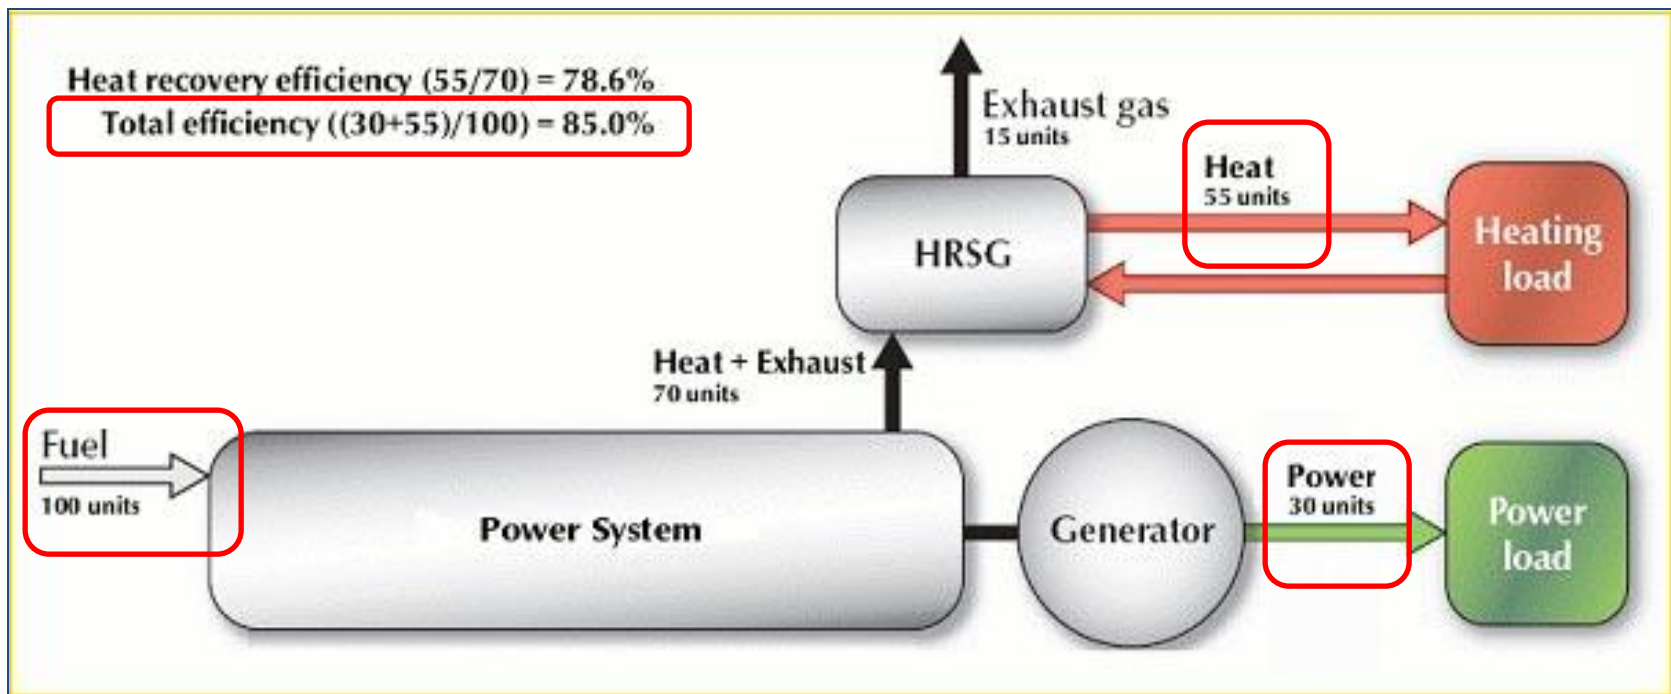 Heat recovery efficiency (55/70) = 78.6%
Total efficiency ((30+55)/100) = 85.0%
Exhaust gas
15 units
Heat
55 units
HRSG
Heating
load
Heat + Exhaust
70 units
Fuel
100 units
Power System
Generator
Power
30 units
Power
load